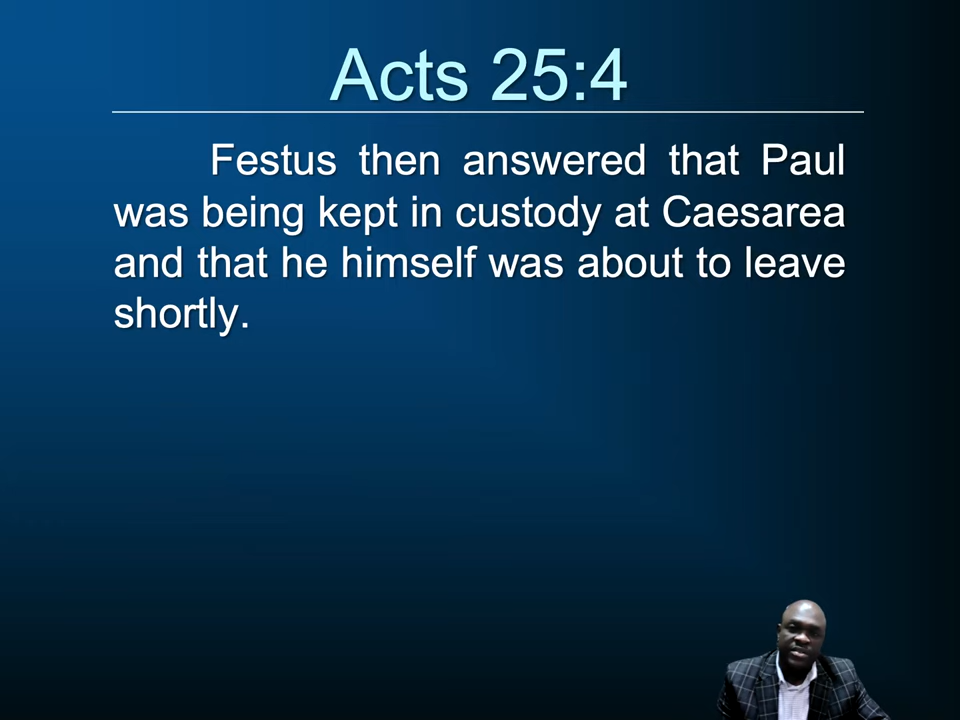 Acts 25:4
Festus then answered that Paul
was being kept in custody at Caesarea
and that he himself was about to leave
shortly.